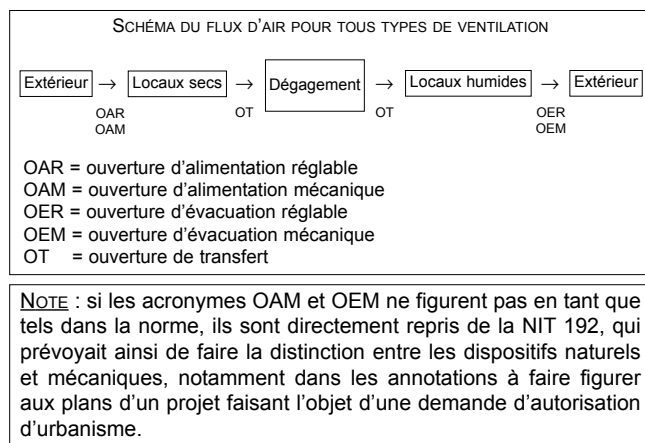 SCHÉMA DU FLUX D'AIR POUR TOUS TYPES DE VENTILATION
Extérieur → Locaux secs → Dégagement → Locaux humides → Extérieur
OAR OT OT OER
OAM OEM
OAR = ouverture d'alimentation réglable
OAM = ouverture d'alimentation mécanique
OER = ouverture d'évacuation réglable
OEM = ouverture d'évacuation mécanique
OT = ouverture de transfert
NOTE : si les acronymes OAM et OEM ne figurent pas en tant que
tels dans la norme, ils sont directement repris de la NIT 192, qui
prévoyait ainsi de faire la distinction entre les dispositifs naturels
et mécaniques, notamment dans les annotations à faire figurer
aux plans d'un projet faisant l'objet d'une demande d'autorisation
d'urbanisme.